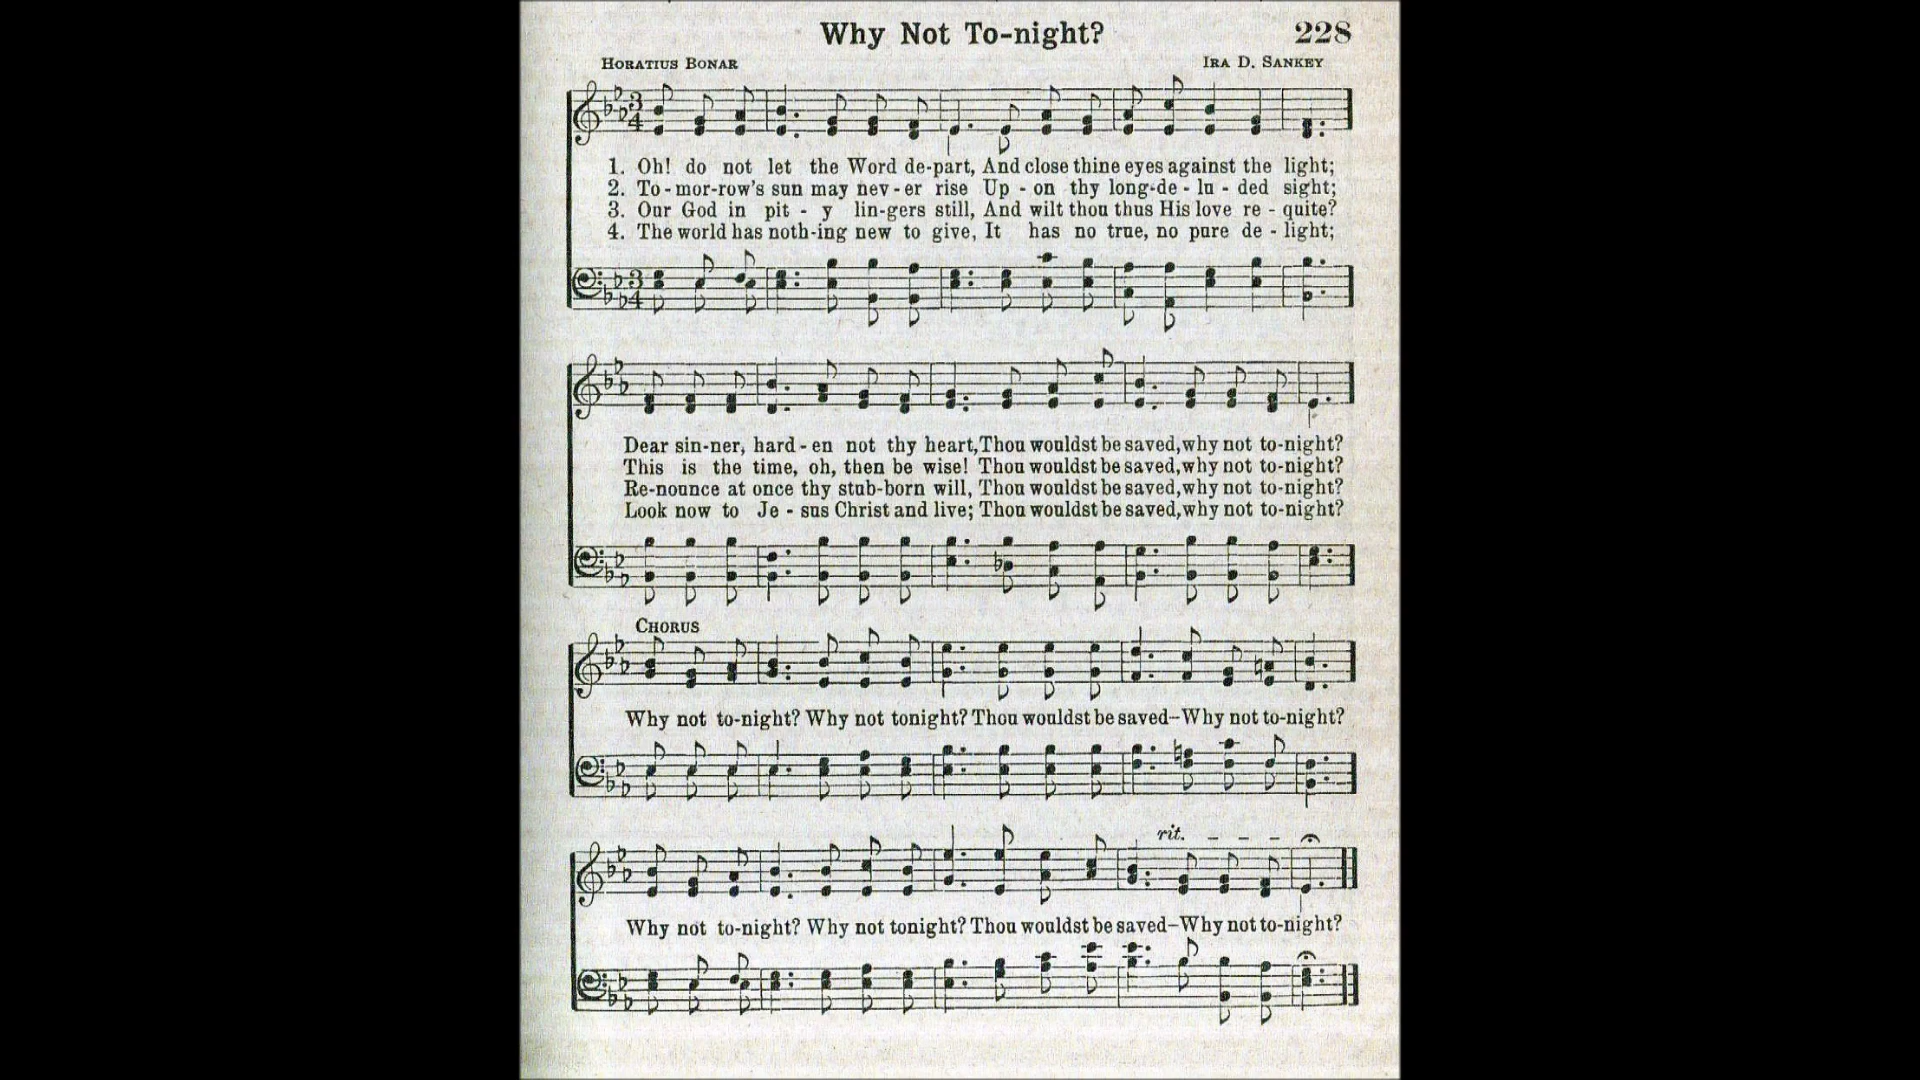 Why Not To-night? 228
HORATIUS BONAR IRA D. SANKEY
1. Oh! do not let the Word de-part, And close thine eyes against the light;
2. To-mor-row's sun may nev-er rise Up-on thy long-de-lu-ded sight;
3. Our God in pit-y lin-gers still, And wilt thou thus His love re-quite?
4. The world has noth-ing new to give, It has no true, no pure de-light;
Dear sin-ner, hard-en not thy heart, Thou wouldst be saved, why not to-night?
This is the time, oh, then be wise! Thou wouldst be saved, why not to-night?
Re-nounce at once thy stub-born will, Thou wouldst be saved, why not to-night?
Look now to Je-sus Christ and live; Thou wouldst be saved, why not to-night?
CHORUS
Why not to-night? Why not tonight? Thou wouldst be saved–Why not to-night?
rit.
Why not to-night? Why not tonight? Thou wouldst be saved–Why not to-night?